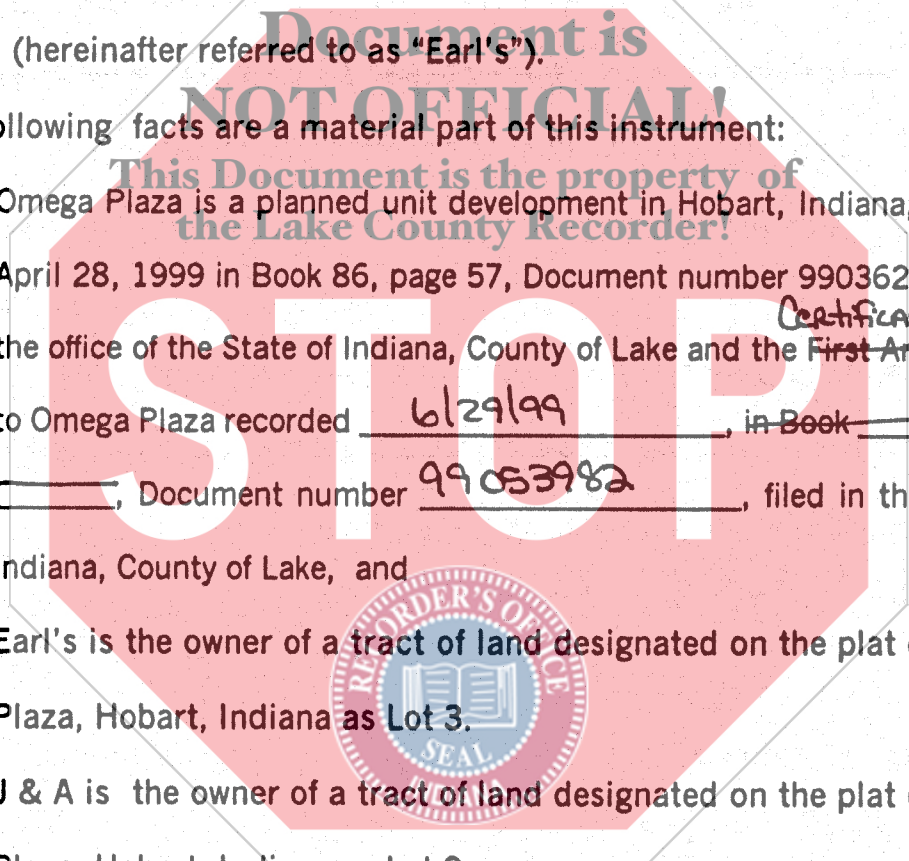 Document is
(hereinafter referred to as “Earl's”).
NOT OFFICIAL!
ollowing facts are a material part of this instrument:
This Document is the property of
Omega Plaza is a planned unit development in Hobart, Indiana,
the Lake County Recorder!
April 28, 1999 in Book 86, page 57, Document number 990362
Certifica
the office of the State of Indiana, County of Lake and the First Ar
to Omega Plaza recorded 6/29/99, in Book
STOP
, Document number 99053982, filed in th
ndiana, County of Lake, and
RECORDER'S OFFICE
Earl's is the owner of a tract of land designated on the plat
Plaza, Hobart, Indiana as Lot 3.
SEAL
INDIANA
J & A is the owner of a tract of land designated on the plat